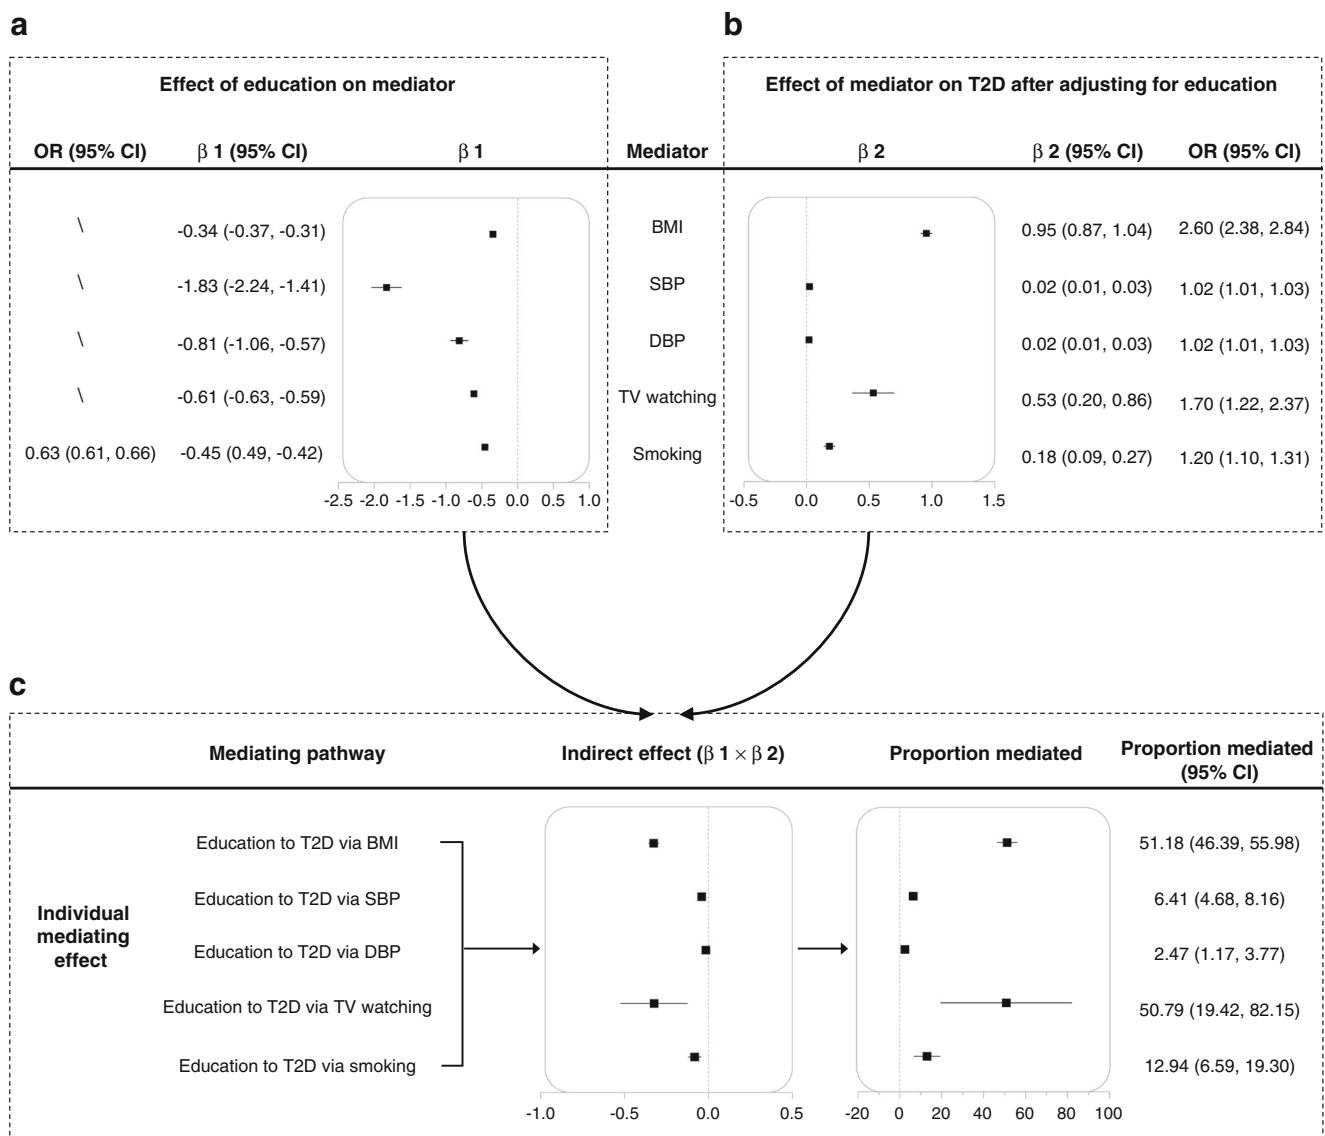 a
b
Effect of education on mediator
Effect of mediator on T2D after adjusting for education
OR (95% CI) β 1 (95% CI) β 1 Mediator β 2 β 2 (95% CI) OR (95% CI)
\ -0.34 (-0.37, -0.31) BMI 0.95 (0.87, 1.04) 2.60 (2.38, 2.84)
\ -1.83 (-2.24, -1.41) SBP 0.02 (0.01, 0.03) 1.02 (1.01, 1.03)
\ -0.81 (-1.06, -0.57) DBP 0.02 (0.01, 0.03) 1.02 (1.01, 1.03)
\ -0.61 (-0.63, -0.59) TV watching 0.53 (0.20, 0.86) 1.70 (1.22, 2.37)
0.63 (0.61, 0.66) -0.45 (0.49, -0.42) Smoking 0.18 (0.09, 0.27) 1.20 (1.10, 1.31)
-2.5 -2.0 -1.5 -1.0 -0.5 0.0 0.5 1.0 -0.5 0.0 0.5 1.0 1.5
c
Mediating pathway Indirect effect (β 1 × β 2) Proportion mediated Proportion mediated
(95% CI)
Education to T2D via BMI 51.18 (46.39, 55.98)
Education to T2D via SBP 6.41 (4.68, 8.16)
Individual
mediating
effect
Education to T2D via DBP 2.47 (1.17, 3.77)
Education to T2D via TV watching 50.79 (19.42, 82.15)
Education to T2D via smoking 12.94 (6.59, 19.30)
-1.0 -0.5 0.0 0.5 -20 0 20 40 60 80 100